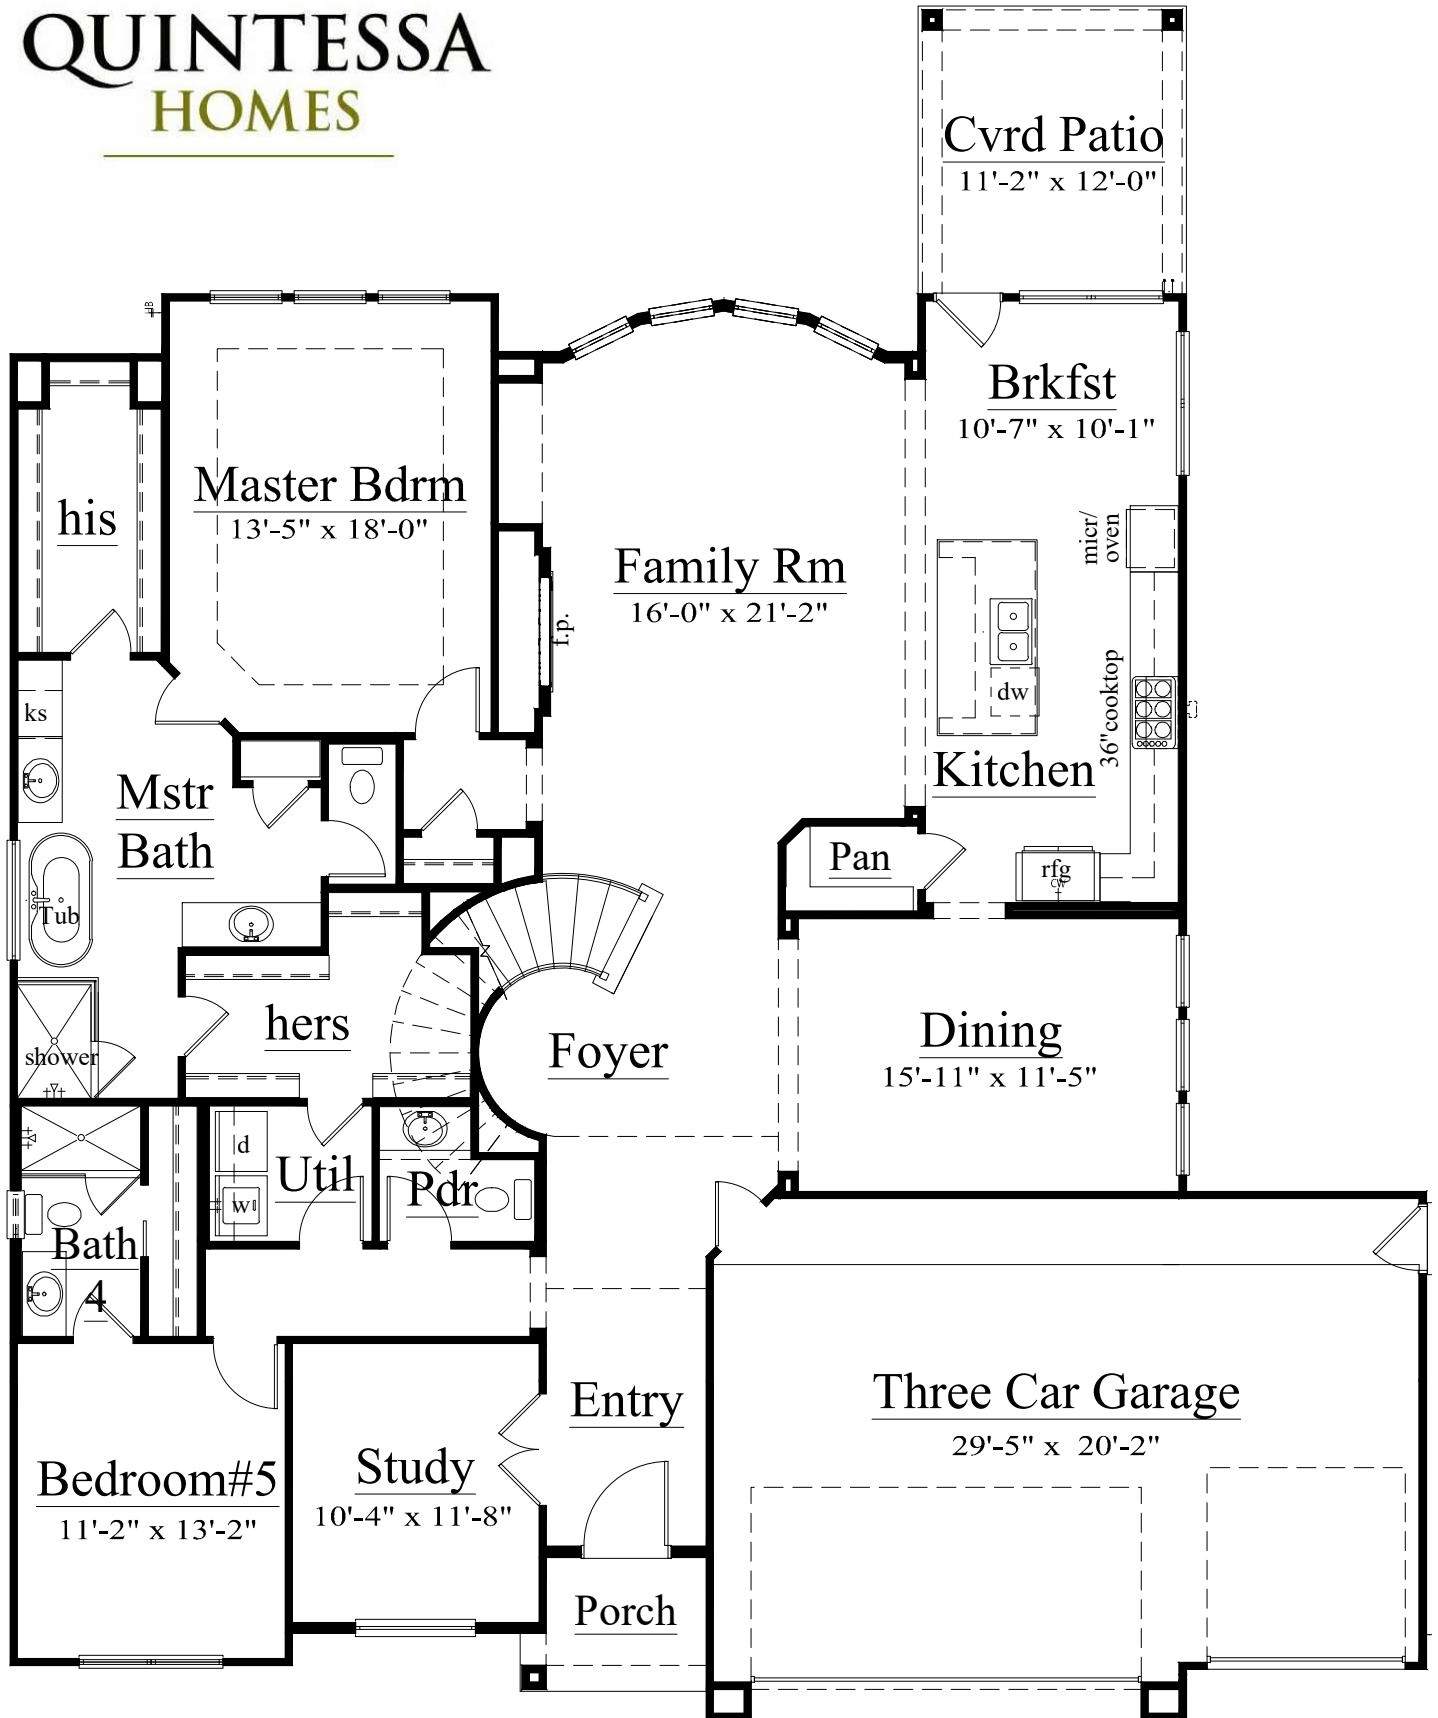 QUINTESSA
HOMES
Cvrd Patio
11'-2" x 12'-0"
HB
Brkfst
10'-7" x 10'-1"
Master Bdrm
13'-5" x 18'-0"
his
micr/
oven
Family Rm
16'-0" x 21'-2"
f.p.
ks
dw
36"cooktop
Kitchen
Mstr
Bath
Pan
rfg
CW
Tub
hers
Foyer
Dining
15'-11" x 11'-5"
shower
d
Util
w
Pdr
Bath
4
Entry
Three Car Garage
29'-5" x 20'-2"
Bedroom#5
11'-2" x 13'-2"
Study
10'-4" x 11'-8"
Porch